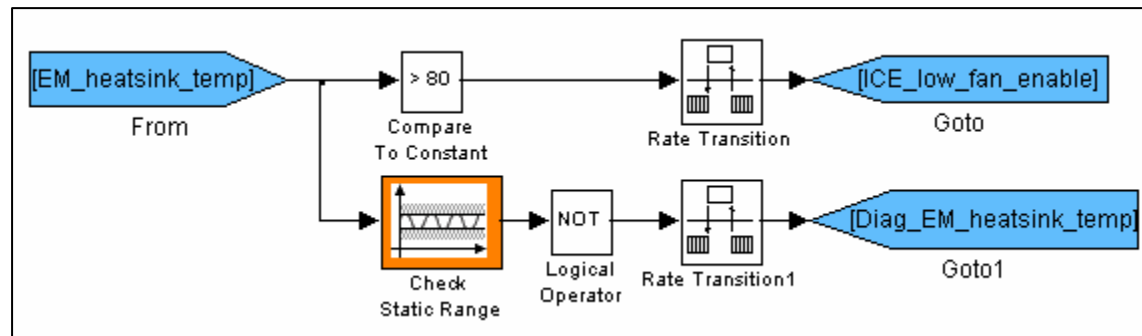 [EM_heatsink_temp]
From
> 80
Compare
To Constant
Rate Transition
[ICE_low_fan_enable]
Goto
Check
Static Range
NOT
Logical
Operator
Rate Transition1
[Diag_EM_heatsink_temp]
Goto1